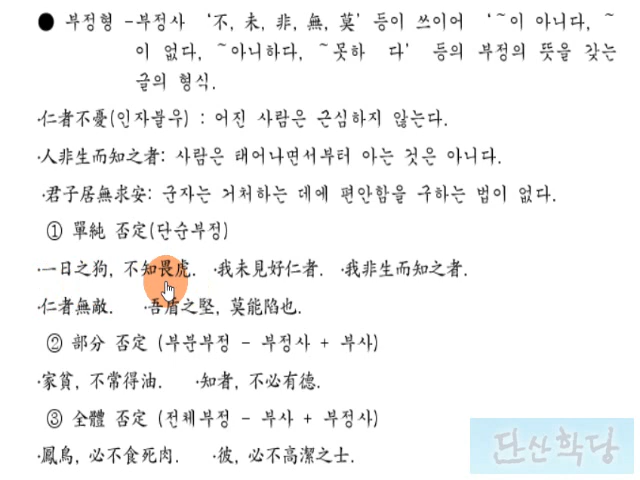 ● 부정형 -부정사 '不, 未, 非, 無, 莫' 등이 쓰이어 '~이 아니다, ~
이 없다, ~아니하다, ~못하 다' 등의 부정의 뜻을 갖는
글의 형식.
·仁者不憂(인자불우) : 어진 사람은 근심하지 않는다.
·人非生而知之者: 사람은 태어나면서부터 아는 것은 아니다.
·君子居無求安: 군자는 거처하는 데에 편안함을 구하는 법이 없다.
① 單純 否定(단순부정)
·一日之狗, 不知畏虎. ·我未見好仁者. ·我非生而知之者.
·仁者無敵. ·吾盾之堅, 莫能陷也.
② 部分 否定 (부분부정 - 부정사 + 부사)
·家貧, 不常得油. ·知者, 不必有德.
③ 全體 否定 (전체부정 - 부사 + 부정사)
·鳳鳥, 必不食死肉. ·彼, 必不高潔之士.
단산학당